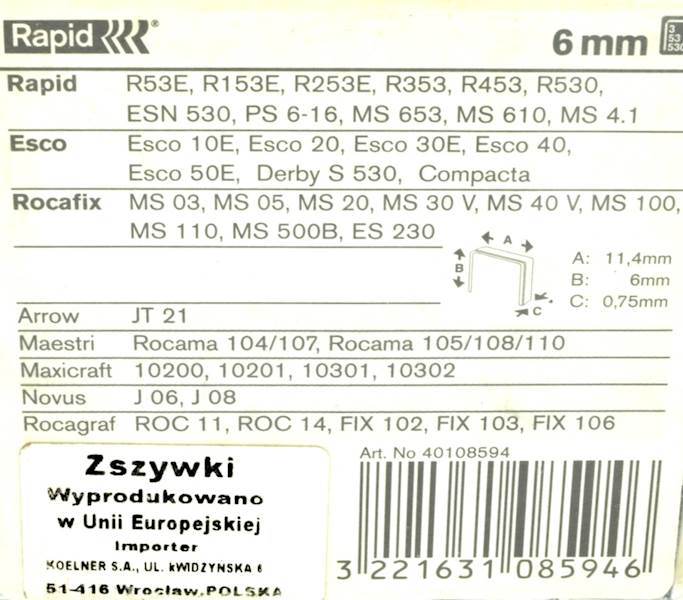 Rapid ®
6 mm
3
53
530
Rapid R53E, R153E, R253E, R353, R453, R530,
ESN 530, PS 6-16, MS 653, MS 610, MS 4.1
Esco Esco 10E, Esco 20, Esco 30E, Esco 40,
Esco 50E, Derby S 530, Compacta
Rocafix MS 03, MS 05, MS 20, MS 30 V, MS 40 V, MS 100,
MS 110, MS 500B, ES 230
A
B
C
A: 11,4mm
B: 6mm
C: 0,75mm
Arrow JT 21
Maestri Rocama 104/107, Rocama 105/108/110
Maxicraft 10200, 10201, 10301, 10302
Novus J 06, J 08
Rocagraf ROC 11, ROC 14, FIX 102, FIX 103, FIX 106
Art. No 40108594
Zszywki
Wyprodukowano
w Unii Europejskiej
Importer
KOELNER S.A., UL. kWIDZYŃSKA 6
51-416 Wrocław,POLSKA
3 221631 085946